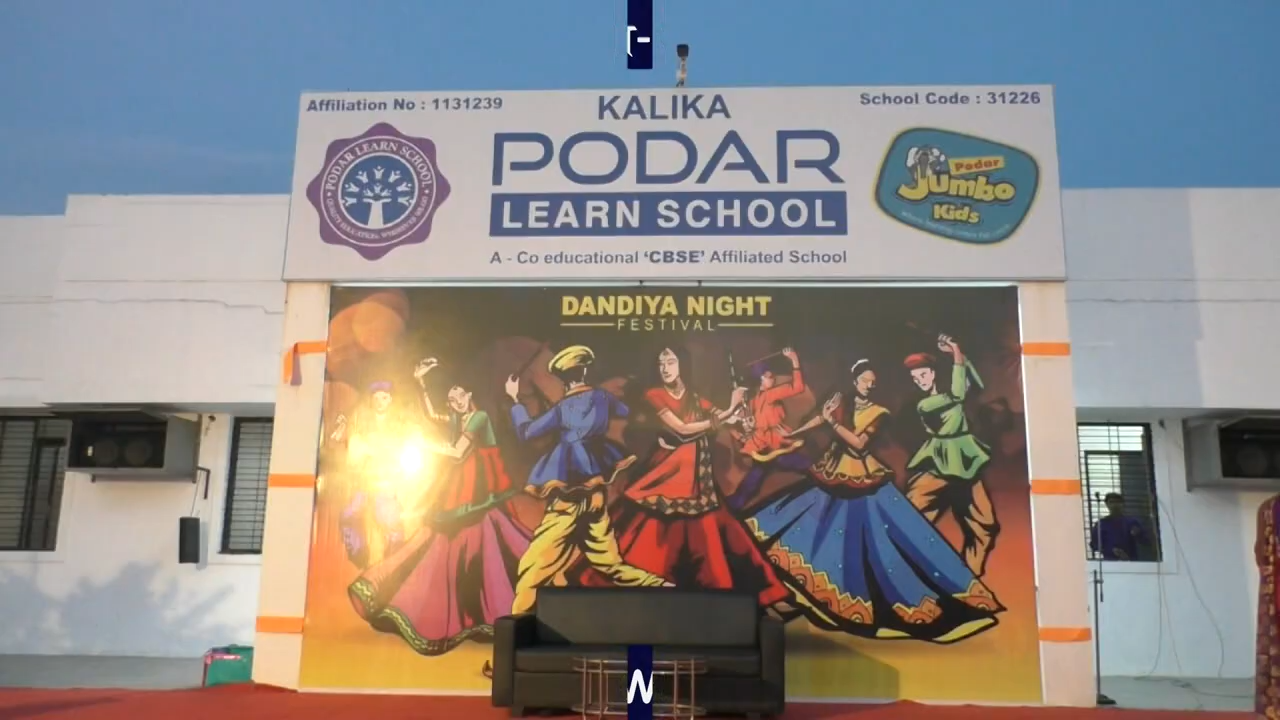 Affiliation No : 1131239
KALIKA
School Code : 31226
PODAR
LEARN SCHOOL
A - Co educational ‘CBSE’ Affiliated School
PODAR LEARN SCHOOL
Podar
Jumbo
Kids
DANDIYA NIGHT
FESTIVAL
W